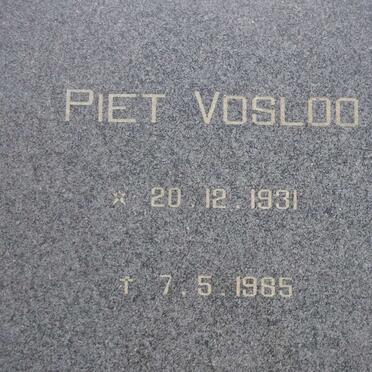 PIET VOSLOO
* 20.12.1931
† 7.5.1985